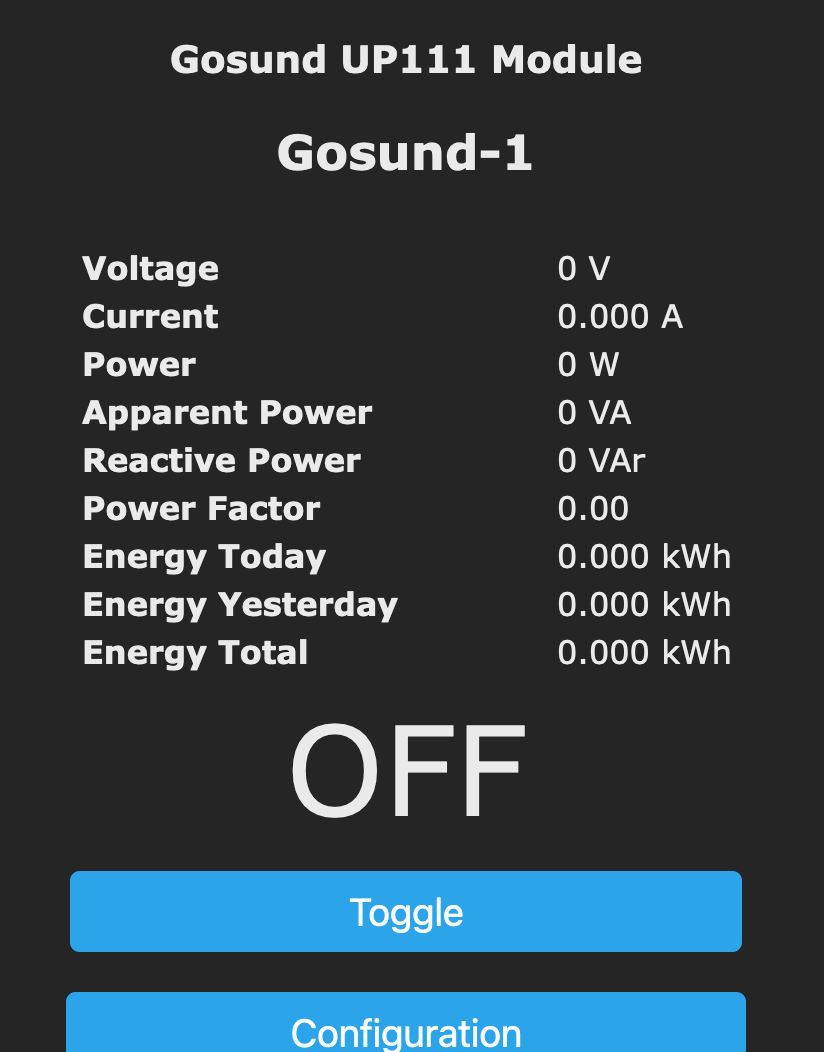 Gosund UP111 Module
Gosund-1
Voltage 0 V
Current 0.000 A
Power 0 W
Apparent Power 0 VA
Reactive Power 0 VAr
Power Factor 0.00
Energy Today 0.000 kWh
Energy Yesterday 0.000 kWh
Energy Total 0.000 kWh
OFF
Toggle
Configuration